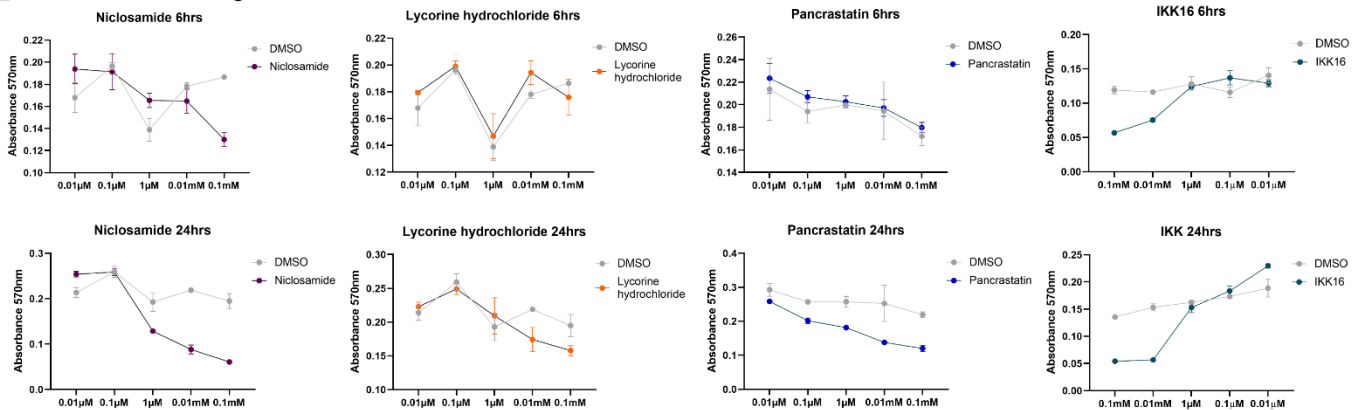 Niclosamide 6hrs
Absorbance 570nm
0.22
0.20
0.18
0.16
0.14
0.12
0.10
0.01µM 0.1µM 1µM 0.01mM 0.1mM
DMSO
Niclosamide
Lycorine hydrochloride 6hrs
Absorbance 570nm
0.22
0.20
0.18
0.16
0.14
0.12
0.01µM 0.1µM 1µM 0.01mM 0.1mM
DMSO
Lycorine
hydrochloride
Pancrastatin 6hrs
Absorbance 570nm
0.26
0.24
0.22
0.20
0.18
0.16
0.14
0.01µM 0.1µM 1µM 0.01mM 0.1mM
DMSO
Pancrastatin
IKK16 6hrs
Absorbance 570nm
0.20
0.15
0.10
0.05
0.00
0.1mM 0.01mM 1µM 0.1µM 0.01µM
DMSO
IKK16
Niclosamide 24hrs
Absorbance 570nm
0.3
0.2
0.1
0.0
0.01µM 0.1µM 1µM 0.01mM 0.1mM
DMSO
Niclosamide
Lycorine hydrochloride 24hrs
Absorbance 570nm
0.30
0.25
0.20
0.15
0.10
0.01µM 0.1µM 1µM 0.01mM 0.1mM
DMSO
Lycorine
hydrochloride
Pancrastatin 24hrs
Absorbance 570nm
0.4
0.3
0.2
0.1
0.0
0.01µM 0.1µM 1µM 0.01mM 0.1mM
DMSO
Pancrastatin
IKK 24hrs
Absorbance 570nm
0.25
0.20
0.15
0.10
0.05
0.00
0.1mM 0.01mM 1µM 0.1µM 0.01µM
DMSO
IKK16